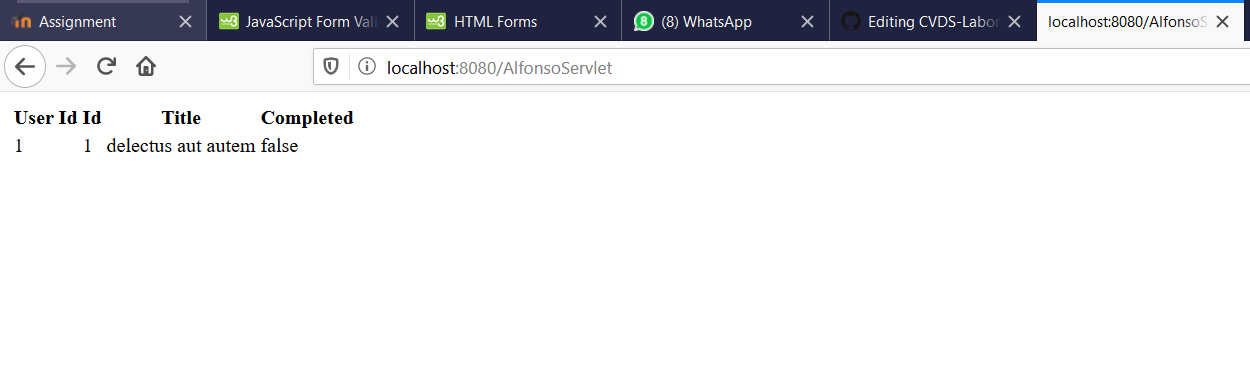 Assignment JavaScript Form Vali HTML Forms (8) WhatsApp Editing CVDS-Labor localhost:8080/AlfonsoS
localhost:8080/AlfonsoServlet
User Id Id Title Completed
1 1 delectus aut autem false